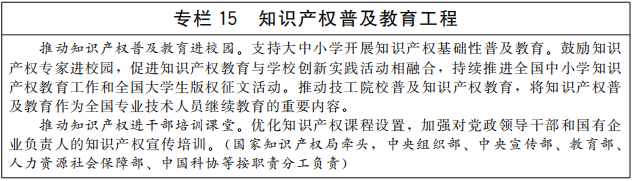 专栏 15 知识产权普及教育工程
推动知识产权普及教育进校园。支持大中小学开展知识产权基础性普及教育。鼓励知识
产权专家进校园，促进知识产权教育与学校创新实践活动相融合，持续推进全国中小学知识
产权教育工作和全国大学生版权征文活动。推动技工院校普及知识产权教育，将知识产权普
及教育作为全国专业技术人员继续教育的重要内容。
推动知识产权进干部培训课堂。优化知识产权课程设置，加强对党政领导干部和国有企
业负责人的知识产权宣传培训。（国家知识产权局牵头，中央组织部、中央宣传部、教育部、
人力资源社会保障部、中国科协等按职责分工负责）